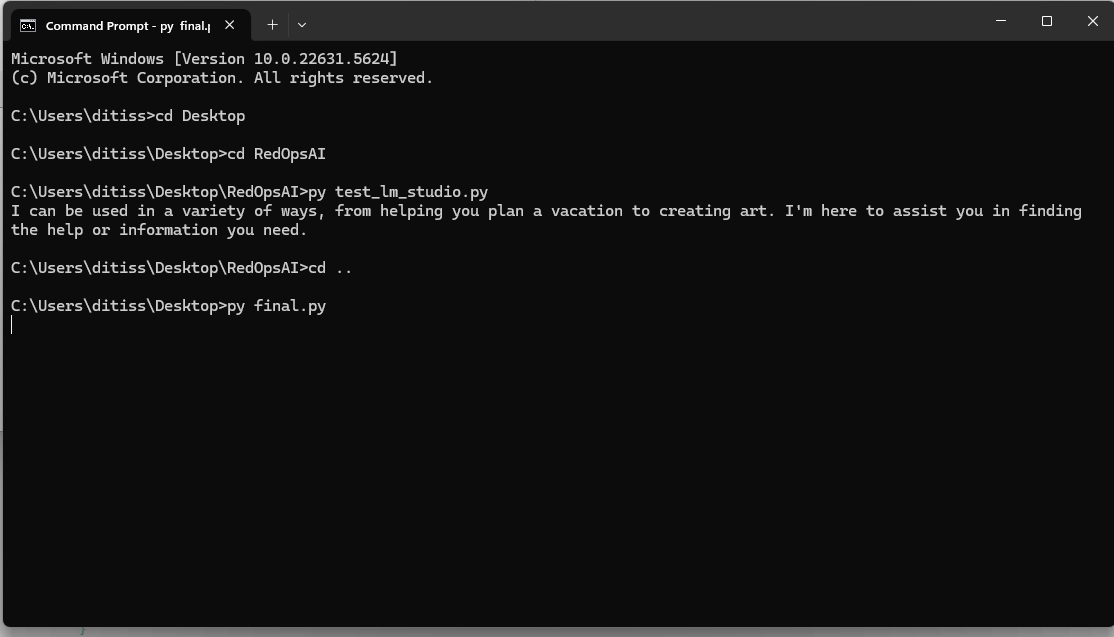 Command Prompt - py final.p
Microsoft Windows [Version 10.0.22631.5624]
(c) Microsoft Corporation. All rights reserved.
C:\Users\ditiss>cd Desktop
C:\Users\ditiss\Desktop>cd RedOpsAI
C:\Users\ditiss\Desktop\RedOpsAI>py test_lm_studio.py
I can be used in a variety of ways, from helping you plan a vacation to creating art. I'm here to assist you in finding
the help or information you need.
C:\Users\ditiss\Desktop\RedOpsAI>cd ..
C:\Users\ditiss\Desktop>py final.py